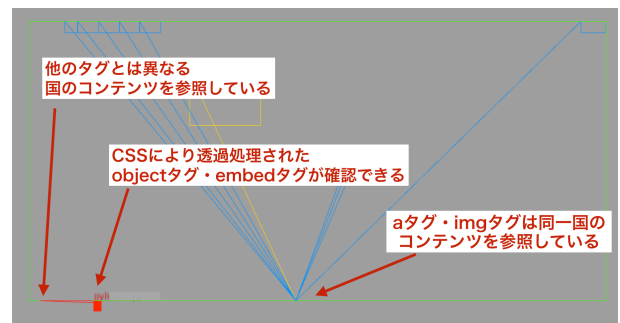 他のタグとは異なる
国のコンテンツを参照している
CSSにより透過処理された
objectタグ・embedタグが確認できる
aタグ・imgタグは同一国の
コンテンツを参照している